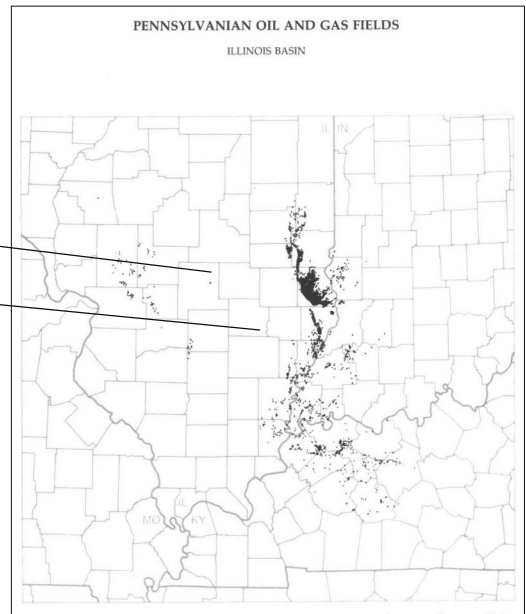 PENNSYLVANIAN OIL AND GAS FIELDS
ILLINOIS BASIN
IL IN
IL
MO KY